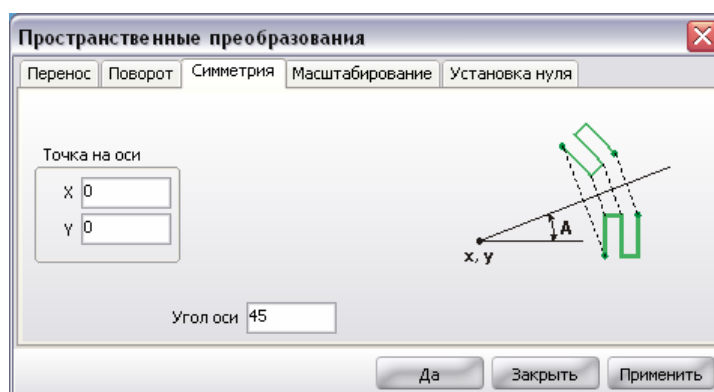 Пространственные преобразования
Перенос Поворот Симметрия Масштабирование Установка нуля
Точка на оси
X 0
Y 0
A
x, y
Угол оси 45
Да Закрыть Применить